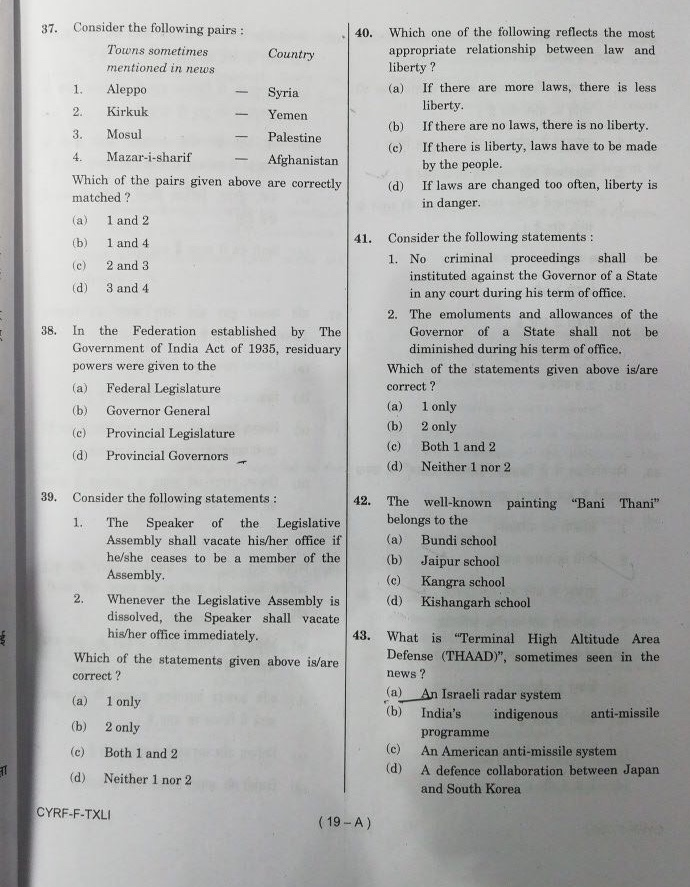 37. Consider the following pairs :
Towns sometimes Country
mentioned in news
1. Aleppo — Syria
2. Kirkuk — Yemen
3. Mosul — Palestine
4. Mazar-i-sharif — Afghanistan
Which of the pairs given above are correctly
matched ?
(a) 1 and 2
(b) 1 and 4
(c) 2 and 3
(d) 3 and 4
38. In the Federation established by The
Government of India Act of 1935, residuary
powers were given to the
(a) Federal Legislature
(b) Governor General
(c) Provincial Legislature
(d) Provincial Governors
39. Consider the following statements :
1. The Speaker of the Legislative
Assembly shall vacate his/her office if
he/she ceases to be a member of the
Assembly.
2. Whenever the Legislative Assembly is
dissolved, the Speaker shall vacate
his/her office immediately.
Which of the statements given above is/are
correct ?
(a) 1 only
(b) 2 only
(c) Both 1 and 2
(d) Neither 1 nor 2
40. Which one of the following reflects the most
appropriate relationship between law and
liberty ?
(a) If there are more laws, there is less
liberty.
(b) If there are no laws, there is no liberty.
(c) If there is liberty, laws have to be made
by the people.
(d) If laws are changed too often, liberty is
in danger.
41. Consider the following statements :
1. No criminal proceedings shall be
instituted against the Governor of a State
in any court during his term of office.
2. The emoluments and allowances of the
Governor of a State shall not be
diminished during his term of office.
Which of the statements given above is/are
correct ?
(a) 1 only
(b) 2 only
(c) Both 1 and 2
(d) Neither 1 nor 2
42. The well-known painting “Bani Thani”
belongs to the
(a) Bundi school
(b) Jaipur school
(c) Kangra school
(d) Kishangarh school
43. What is “Terminal High Altitude Area
Defense (THAAD)”, sometimes seen in the
news ?
(a) An Israeli radar system
(b) India’s indigenous anti-missile
programme
(c) An American anti-missile system
(d) A defence collaboration between Japan
and South Korea
CYRF-F-TXLI
( 19 – A )